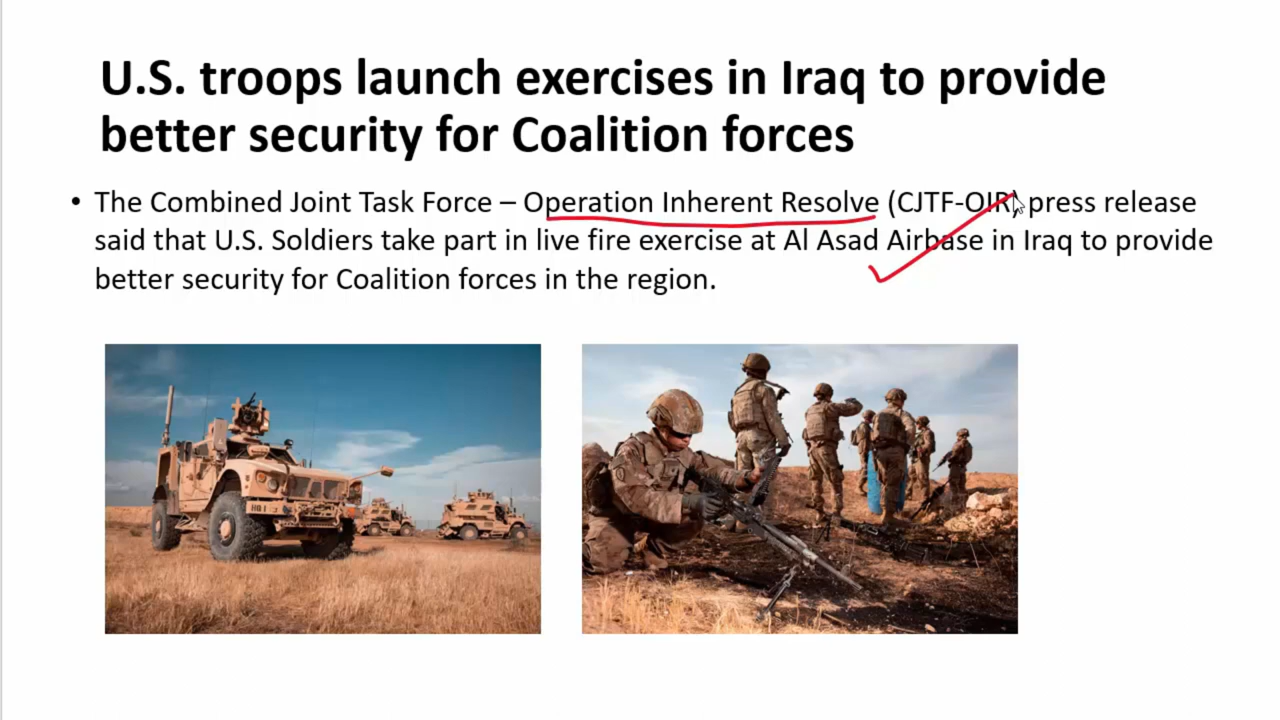 U.S. troops launch exercises in Iraq to provide
better security for Coalition forces
• The Combined Joint Task Force – Operation Inherent Resolve (CJTF-OIR) press release
said that U.S. Soldiers take part in live fire exercise at Al Asad Airbase in Iraq to provide
better security for Coalition forces in the region.